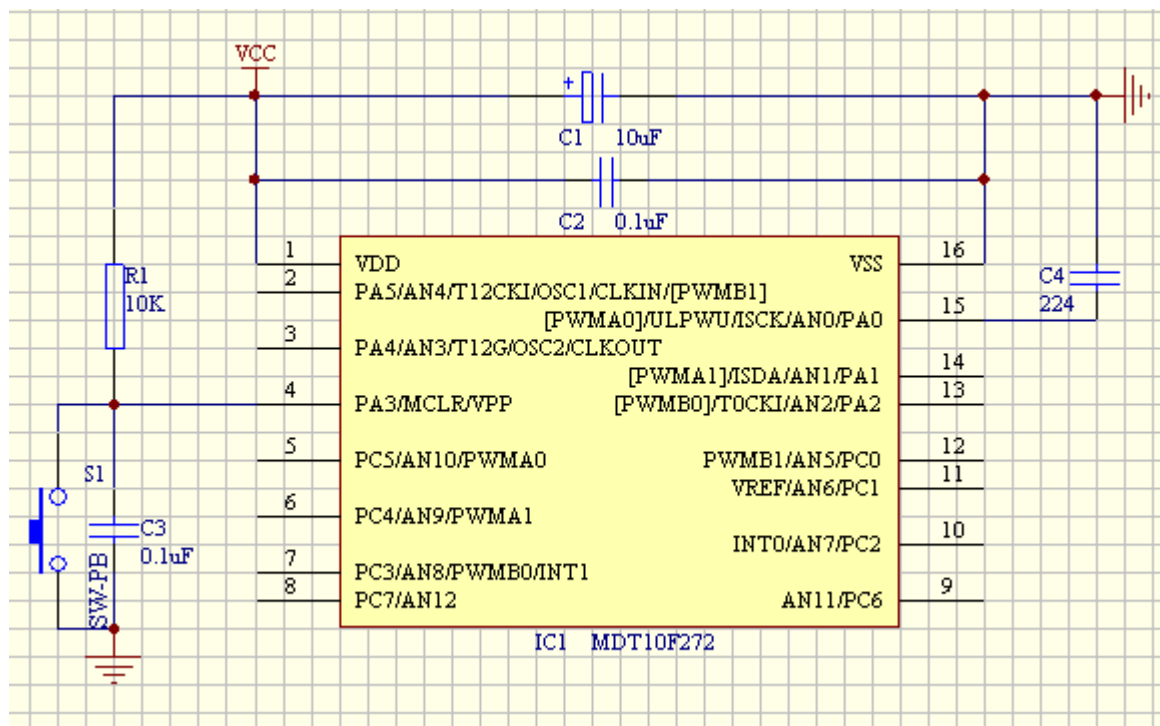 VCC
+
C1 10uF
C2 0.1uF
1 VDD
VSS 16
2 PA5/AN4/T12CKI/OSC1/CLKIN/[PWMB1]
[PWMA0]/ULPWU/ISCK/AN0/PA0 15
3 PA4/AN3/T12G/OSC2/CLKOUT
[PWMA1]/ISDA/AN1/PA1 14
4 PA3/MCLR/VPP
[PWMB0]/T0CKI/AN2/PA2 13
5 PC5/AN10/PWMA0
PWMB1/AN5/PC0 12
VREF/AN6/PC1 11
6 PC4/AN9/PWMA1
INT0/AN7/PC2 10
7 PC3/AN8/PWMB0/INT1
8 PC7/AN12
AN11/PC6 9
IC1 MDT10F272
R1
10K
C4
224
S1
SW-PB
C3
0.1uF